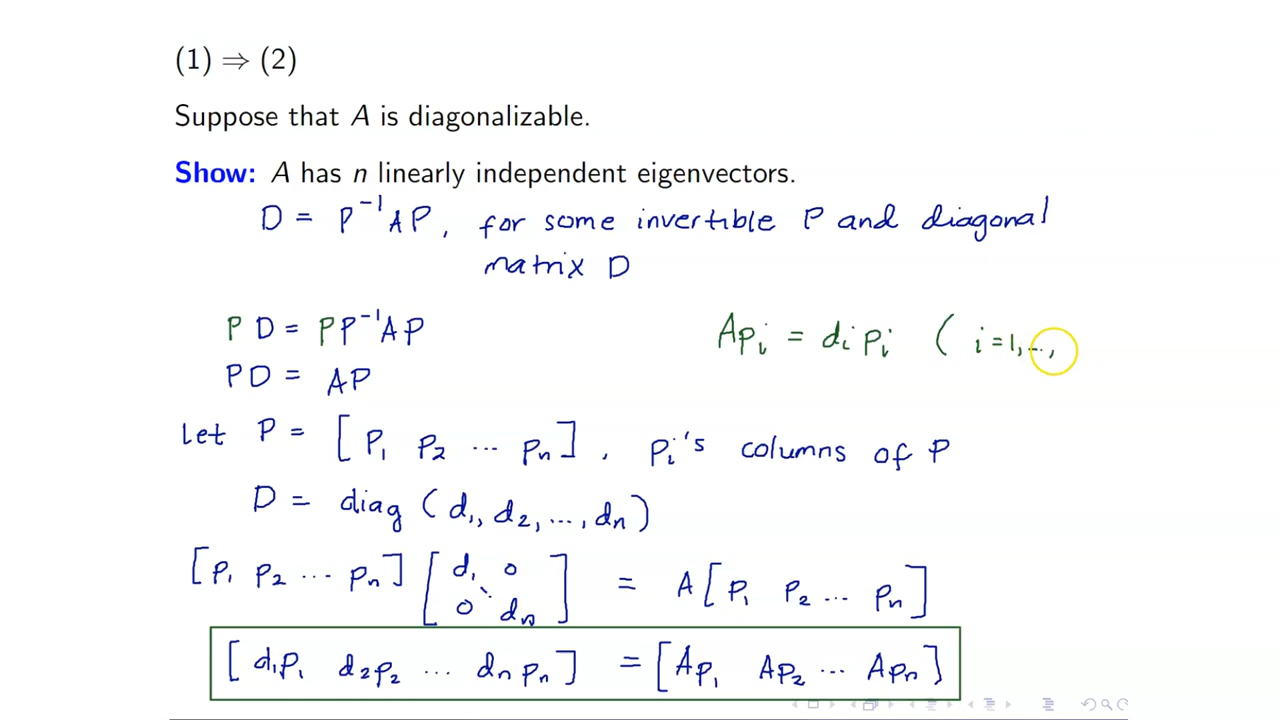 (1) ⇒ (2)
Suppose that A is diagonalizable.
Show: A has n linearly independent eigenvectors.
D = P⁻¹AP, for some invertible P and diagonal
matrix D
P D = PP⁻¹AP
Apᵢ = dᵢ pᵢ ( i=1,...,
PD = AP
Let P = [ p₁ p₂ ... pₙ ] , pᵢ's columns of P
D = diag ( d₁, d₂, ..., dₙ )
[ p₁ p₂ ... pₙ ] [ d₁ 0 ⋱ 0 dₙ ] = A [ p₁ p₂ ... pₙ ]
[ d₁p₁ d₂p₂ ... dₙpₙ ] = [ Ap₁ Ap₂ ... Apₙ ]